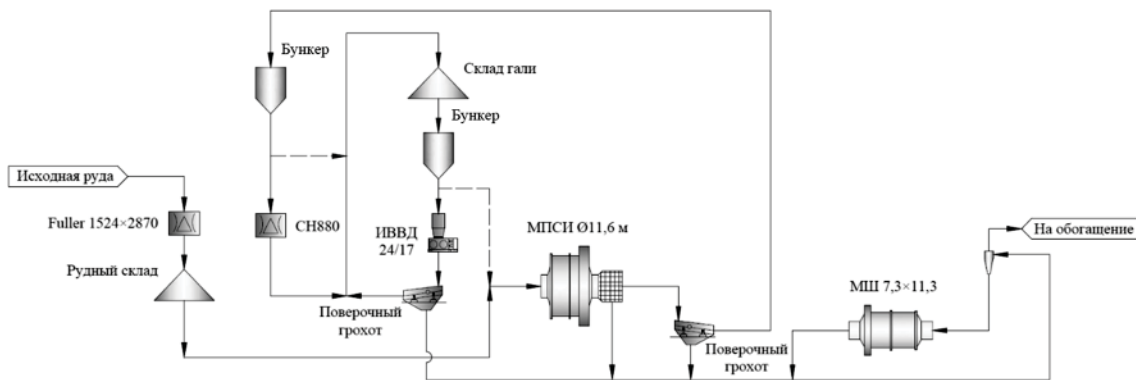 Бункер
Склад гали
Бункер
Исходная руда
Fuller 1524×2870
СН880
ИВВД
24/17
МПСИ Ø11,6 м
На обогащение
Рудный склад
МШ 7,3×11,3
Поверочный
грохот
Поверочный
грохот